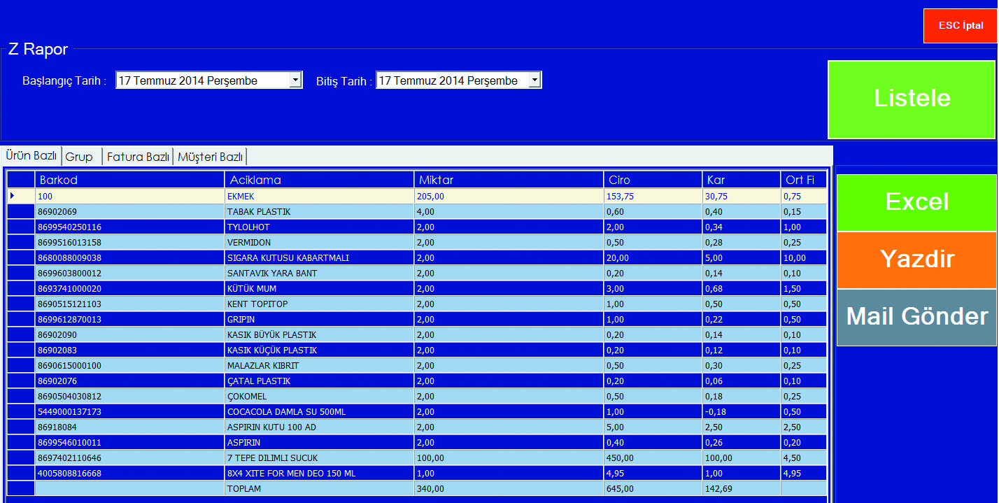 ESC İptal
Z Rapor
Başlangıç Tarih : 17 Temmuz 2014 Perşembe Bitiş Tarih : 17 Temmuz 2014 Perşembe
Listele
Ürün Bazlı Grup Fatura Bazlı Müşteri Bazlı
Barkod Aciklama Miktar Ciro Kar Ort Fi
100 EKMEK 205,00 153,75 30,75 0,75
86902069 TABAK PLASTIK 4,00 0,60 0,40 0,15
8699540250116 TYLOLHOT 2,00 2,00 0,34 1,00
8699516013158 VERMIDON 2,00 0,50 0,28 0,25
8680088009038 SIGARA KUTUSU KABARTMALI 2,00 20,00 5,00 10,00
8699603800012 SANTAVIK YARA BANT 2,00 0,20 0,14 0,10
8693741000020 KÜTÜK MUM 2,00 3,00 0,68 1,50
8690515121103 KENT TOPITOP 2,00 1,00 0,50 0,50
8699612870013 GRIPIN 2,00 1,00 0,22 0,50
86902090 KASIK BÜYÜK PLASTIK 2,00 0,20 0,14 0,10
86902083 KASIK KÜÇÜK PLASTIK 2,00 0,20 0,12 0,10
8690615000100 MALAZLAR KIBRIT 2,00 0,50 0,30 0,25
86902076 ÇATAL PLASTIK 2,00 0,20 0,06 0,10
8690504030812 ÇOKOMEL 2,00 0,50 0,18 0,25
5449000137173 COCACOLA DAMLA SU 500ML 2,00 1,00 -0,18 0,50
86918084 ASPIRIN KUTU 100 AD 2,00 5,00 2,50 2,50
8699546010011 ASPIRIN 2,00 0,40 0,26 0,20
8697402110646 7 TEPE DILIMLI SUCUK 100,00 450,00 100,00 4,50
4005808816668 8X4 XITE FOR MEN DEO 150 ML 1,00 4,95 1,00 4,95
TOPLAM 340,00 645,00 142,69
Excel
Yazdir
Mail Gönder